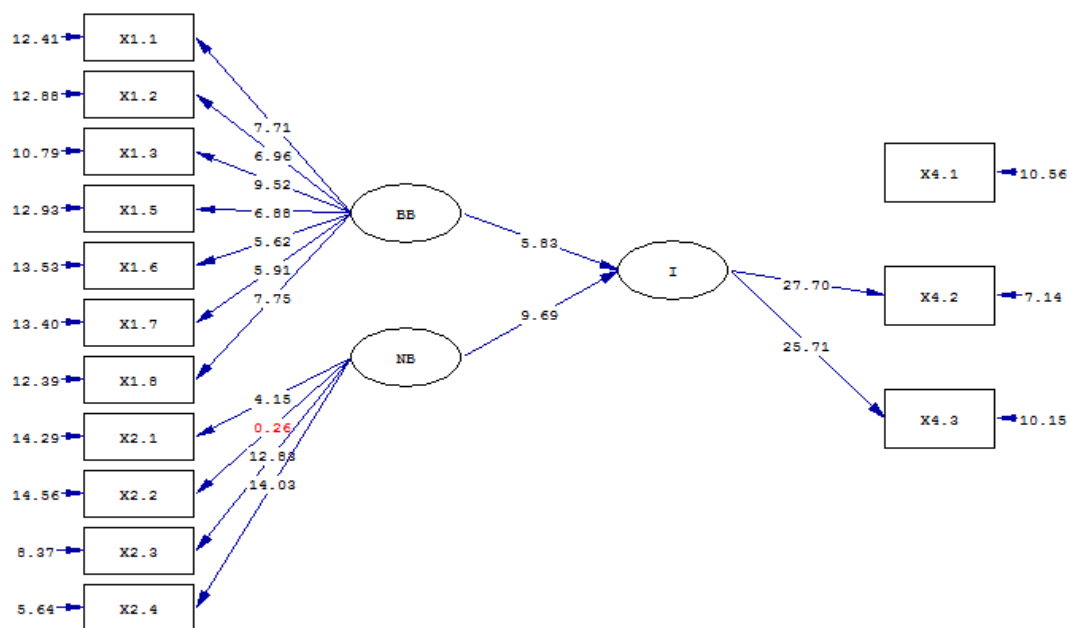 12.41 X1.1
12.88 X1.2
7.71
10.79 X1.3
6.96
X4.1 10.56
9.52
12.93 X1.5
6.88
BB
5.62
5.83
13.53 X1.6
5.91
I
7.75
27.70
X4.2 7.14
13.40 X1.7
9.69
25.71
NB
12.39 X1.8
4.15
X4.3 10.15
0.26
14.29 X2.1
12.83
14.03
14.56 X2.2
8.37 X2.3
5.64 X2.4